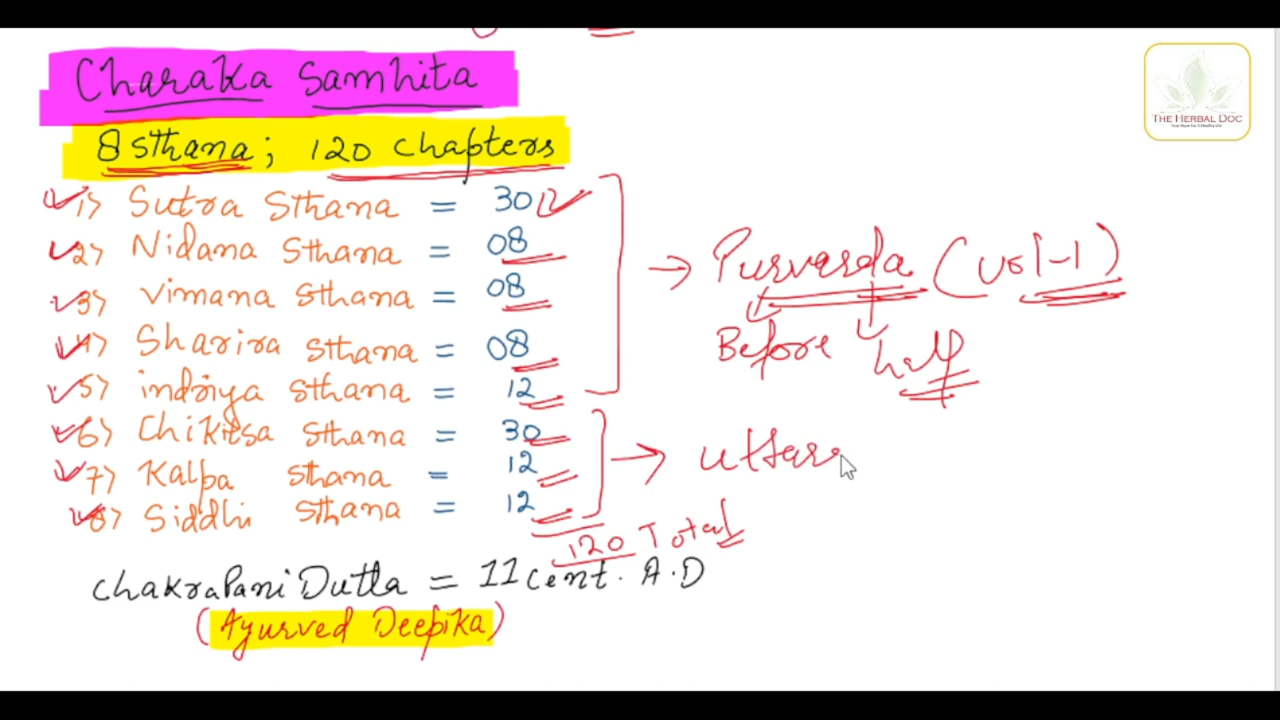 Charaka Samhita
8 Sthana; 120 chapters
1) Sutra Sthana = 30
2) Nidana Sthana = 08
3) Vimana Sthana = 08
4) Sharira Sthana = 08
5) indriya Sthana = 12
6) Chikitsa Sthana = 30
7) Kalpa Sthana = 12
8) Siddhi Sthana = 12
120 Total
→ Purvarda (vol-1)
Before half
→ uttara
ChakraPani Dutta = 11 cent. A.D
(Ayurved Deepika)
THE HERBAL DOC